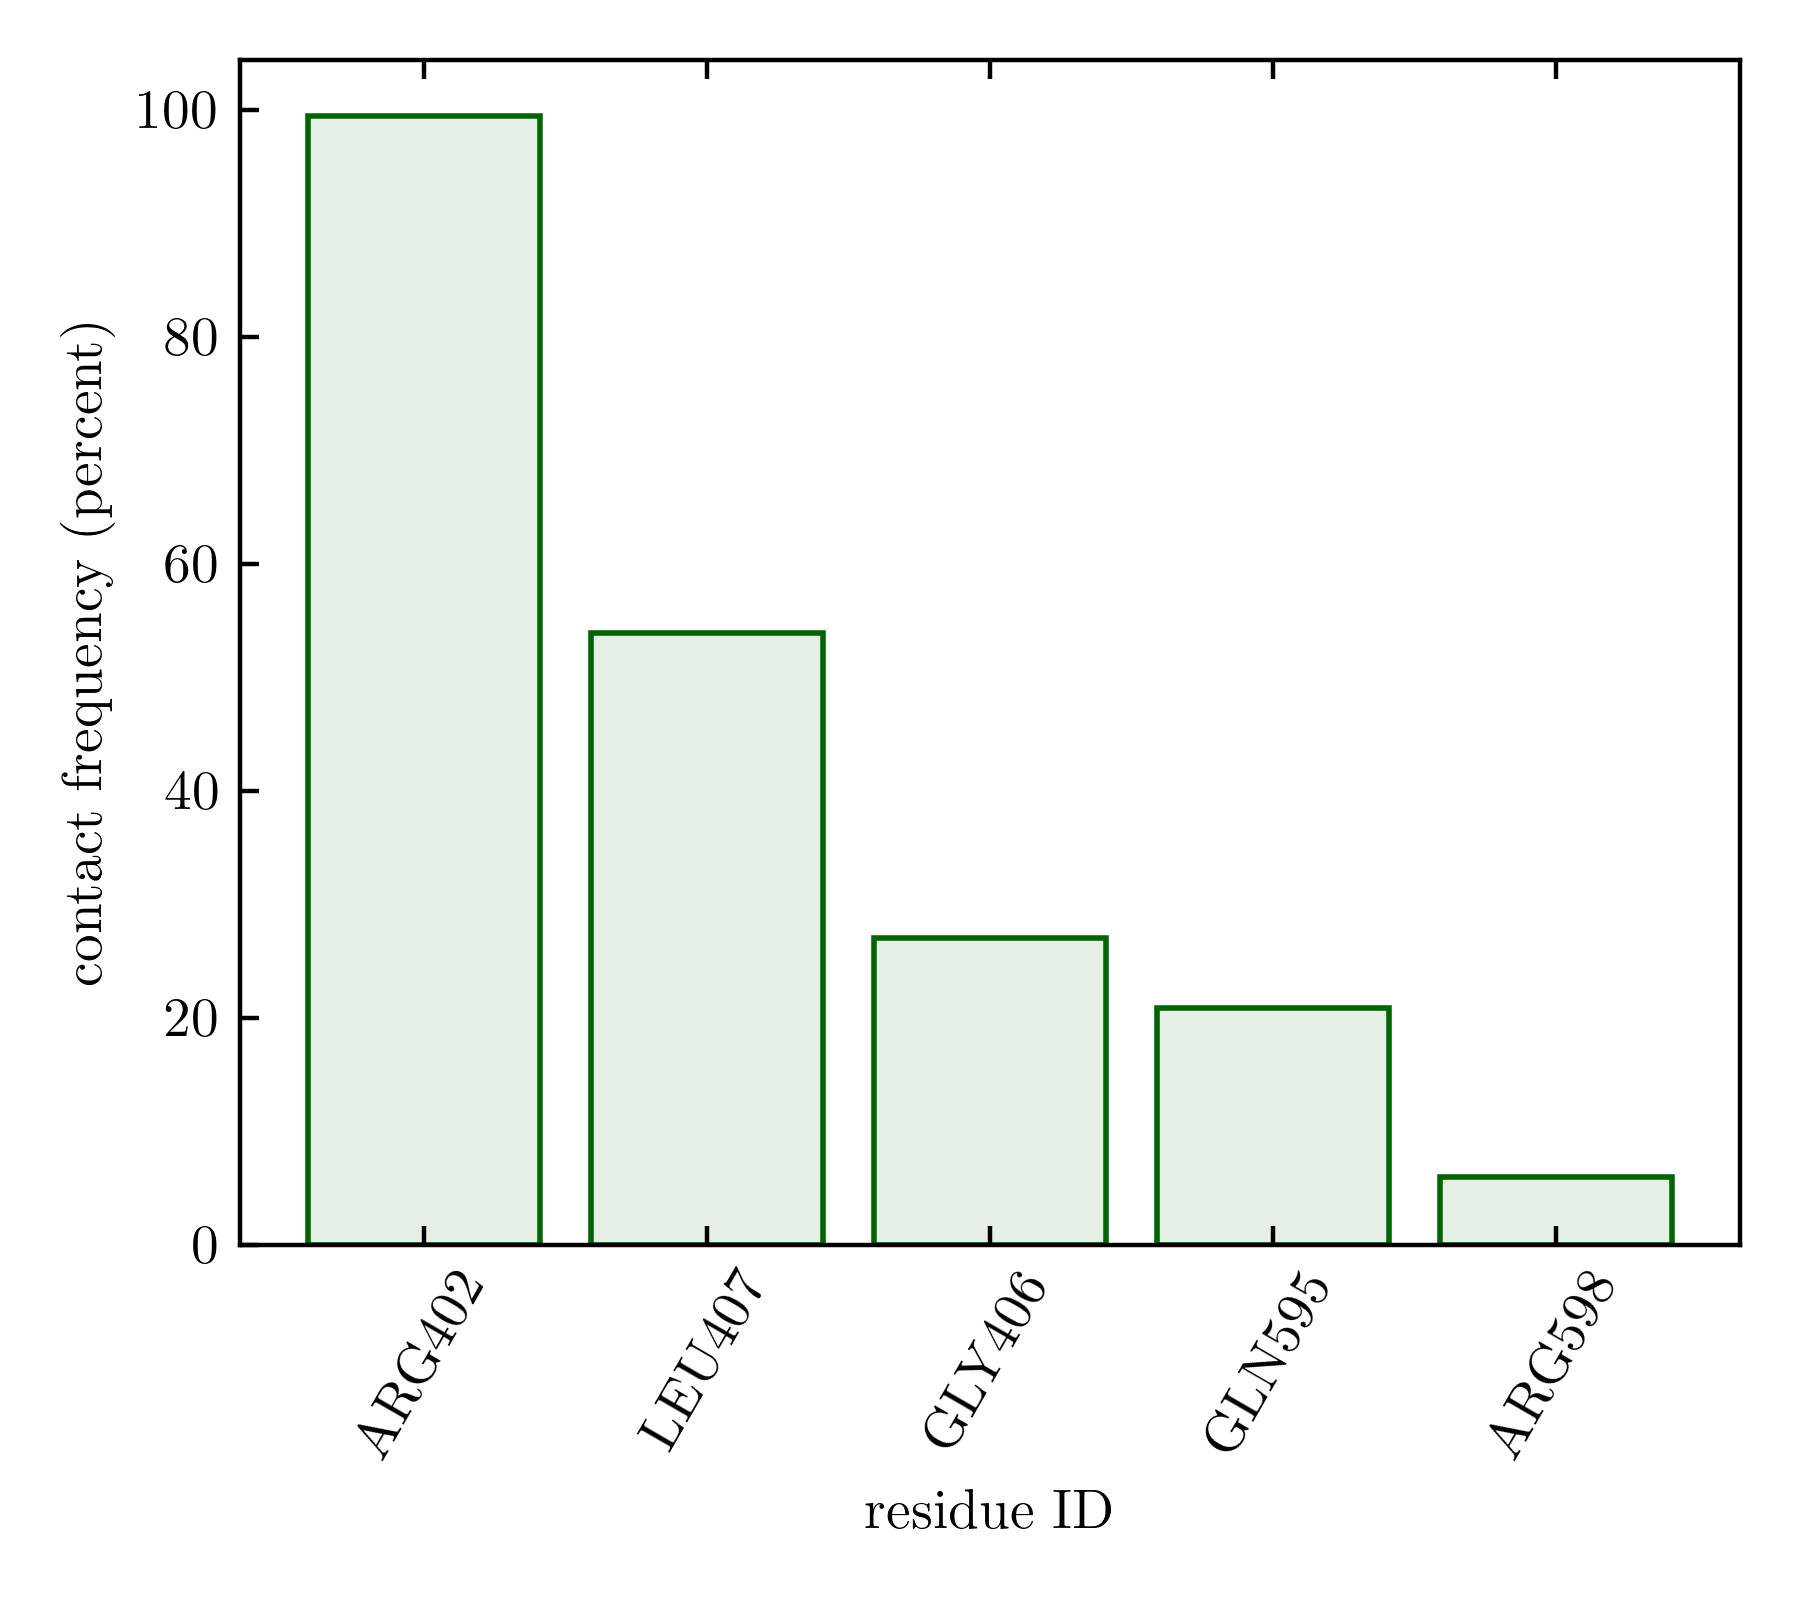 100
80
60
40
20
0
contact frequency (percent)
ARG402
LEU407
GLY406
GLN595
ARG598
residue ID